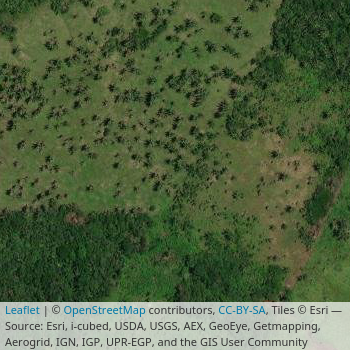 Leaflet | © OpenStreetMap contributors, CC-BY-SA, Tiles © Esri —
Source: Esri, i-cubed, USDA, USGS, AEX, GeoEye, Getmapping,
Aerogrid, IGN, IGP, UPR-EGP, and the GIS User Community